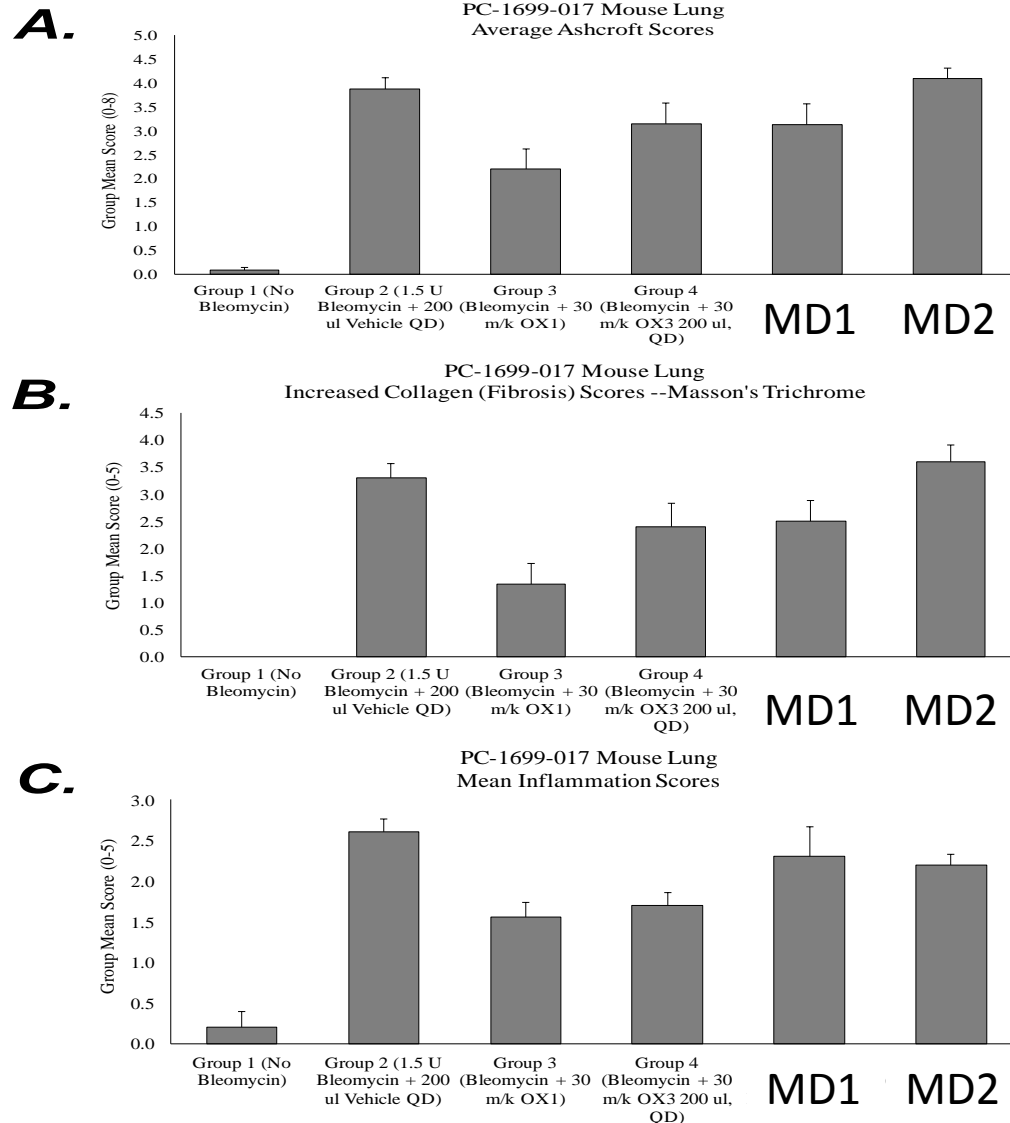 A.
PC-1699-017 Mouse Lung
Average Ashcroft Scores
Group Mean Score (0-8)
5.0
4.5
4.0
3.5
3.0
2.5
2.0
1.5
1.0
0.5
0.0
Group 1 (No
Bleomycin)
Group 2 (1.5 U
Bleomycin + 200
ul Vehicle QD)
Group 3
(Bleomycin + 30
m/k OX1)
Group 4
(Bleomycin + 30
m/k OX3 200 ul,
QD)
MD1
MD2
B.
PC-1699-017 Mouse Lung
Increased Collagen (Fibrosis) Scores --Masson's Trichrome
Group Mean Score (0-5)
4.5
4.0
3.5
3.0
2.5
2.0
1.5
1.0
0.5
0.0
Group 1 (No
Bleomycin)
Group 2 (1.5 U
Bleomycin + 200
ul Vehicle QD)
Group 3
(Bleomycin + 30
m/k OX1)
Group 4
(Bleomycin + 30
m/k OX3 200 ul,
QD)
MD1
MD2
C.
PC-1699-017 Mouse Lung
Mean Inflammation Scores
Group Mean Score (0-5)
3.0
2.5
2.0
1.5
1.0
0.5
0.0
Group 1 (No
Bleomycin)
Group 2 (1.5 U
Bleomycin + 200
ul Vehicle QD)
Group 3
(Bleomycin + 30
m/k OX1)
Group 4
(Bleomycin + 30
m/k OX3 200 ul,
QD)
MD1
MD2